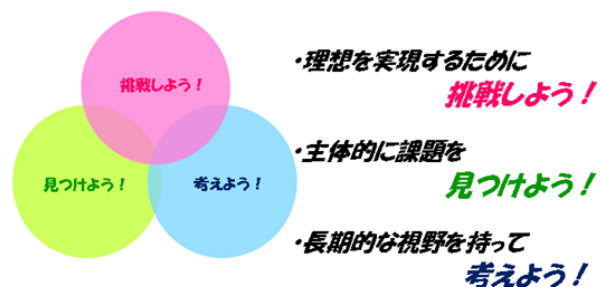 挑戦しよう！
見つけよう！
考えよう！
・理想を実現するために
挑戦しよう！
・主体的に課題を
見つけよう！
・長期的な視野を持って
考えよう！